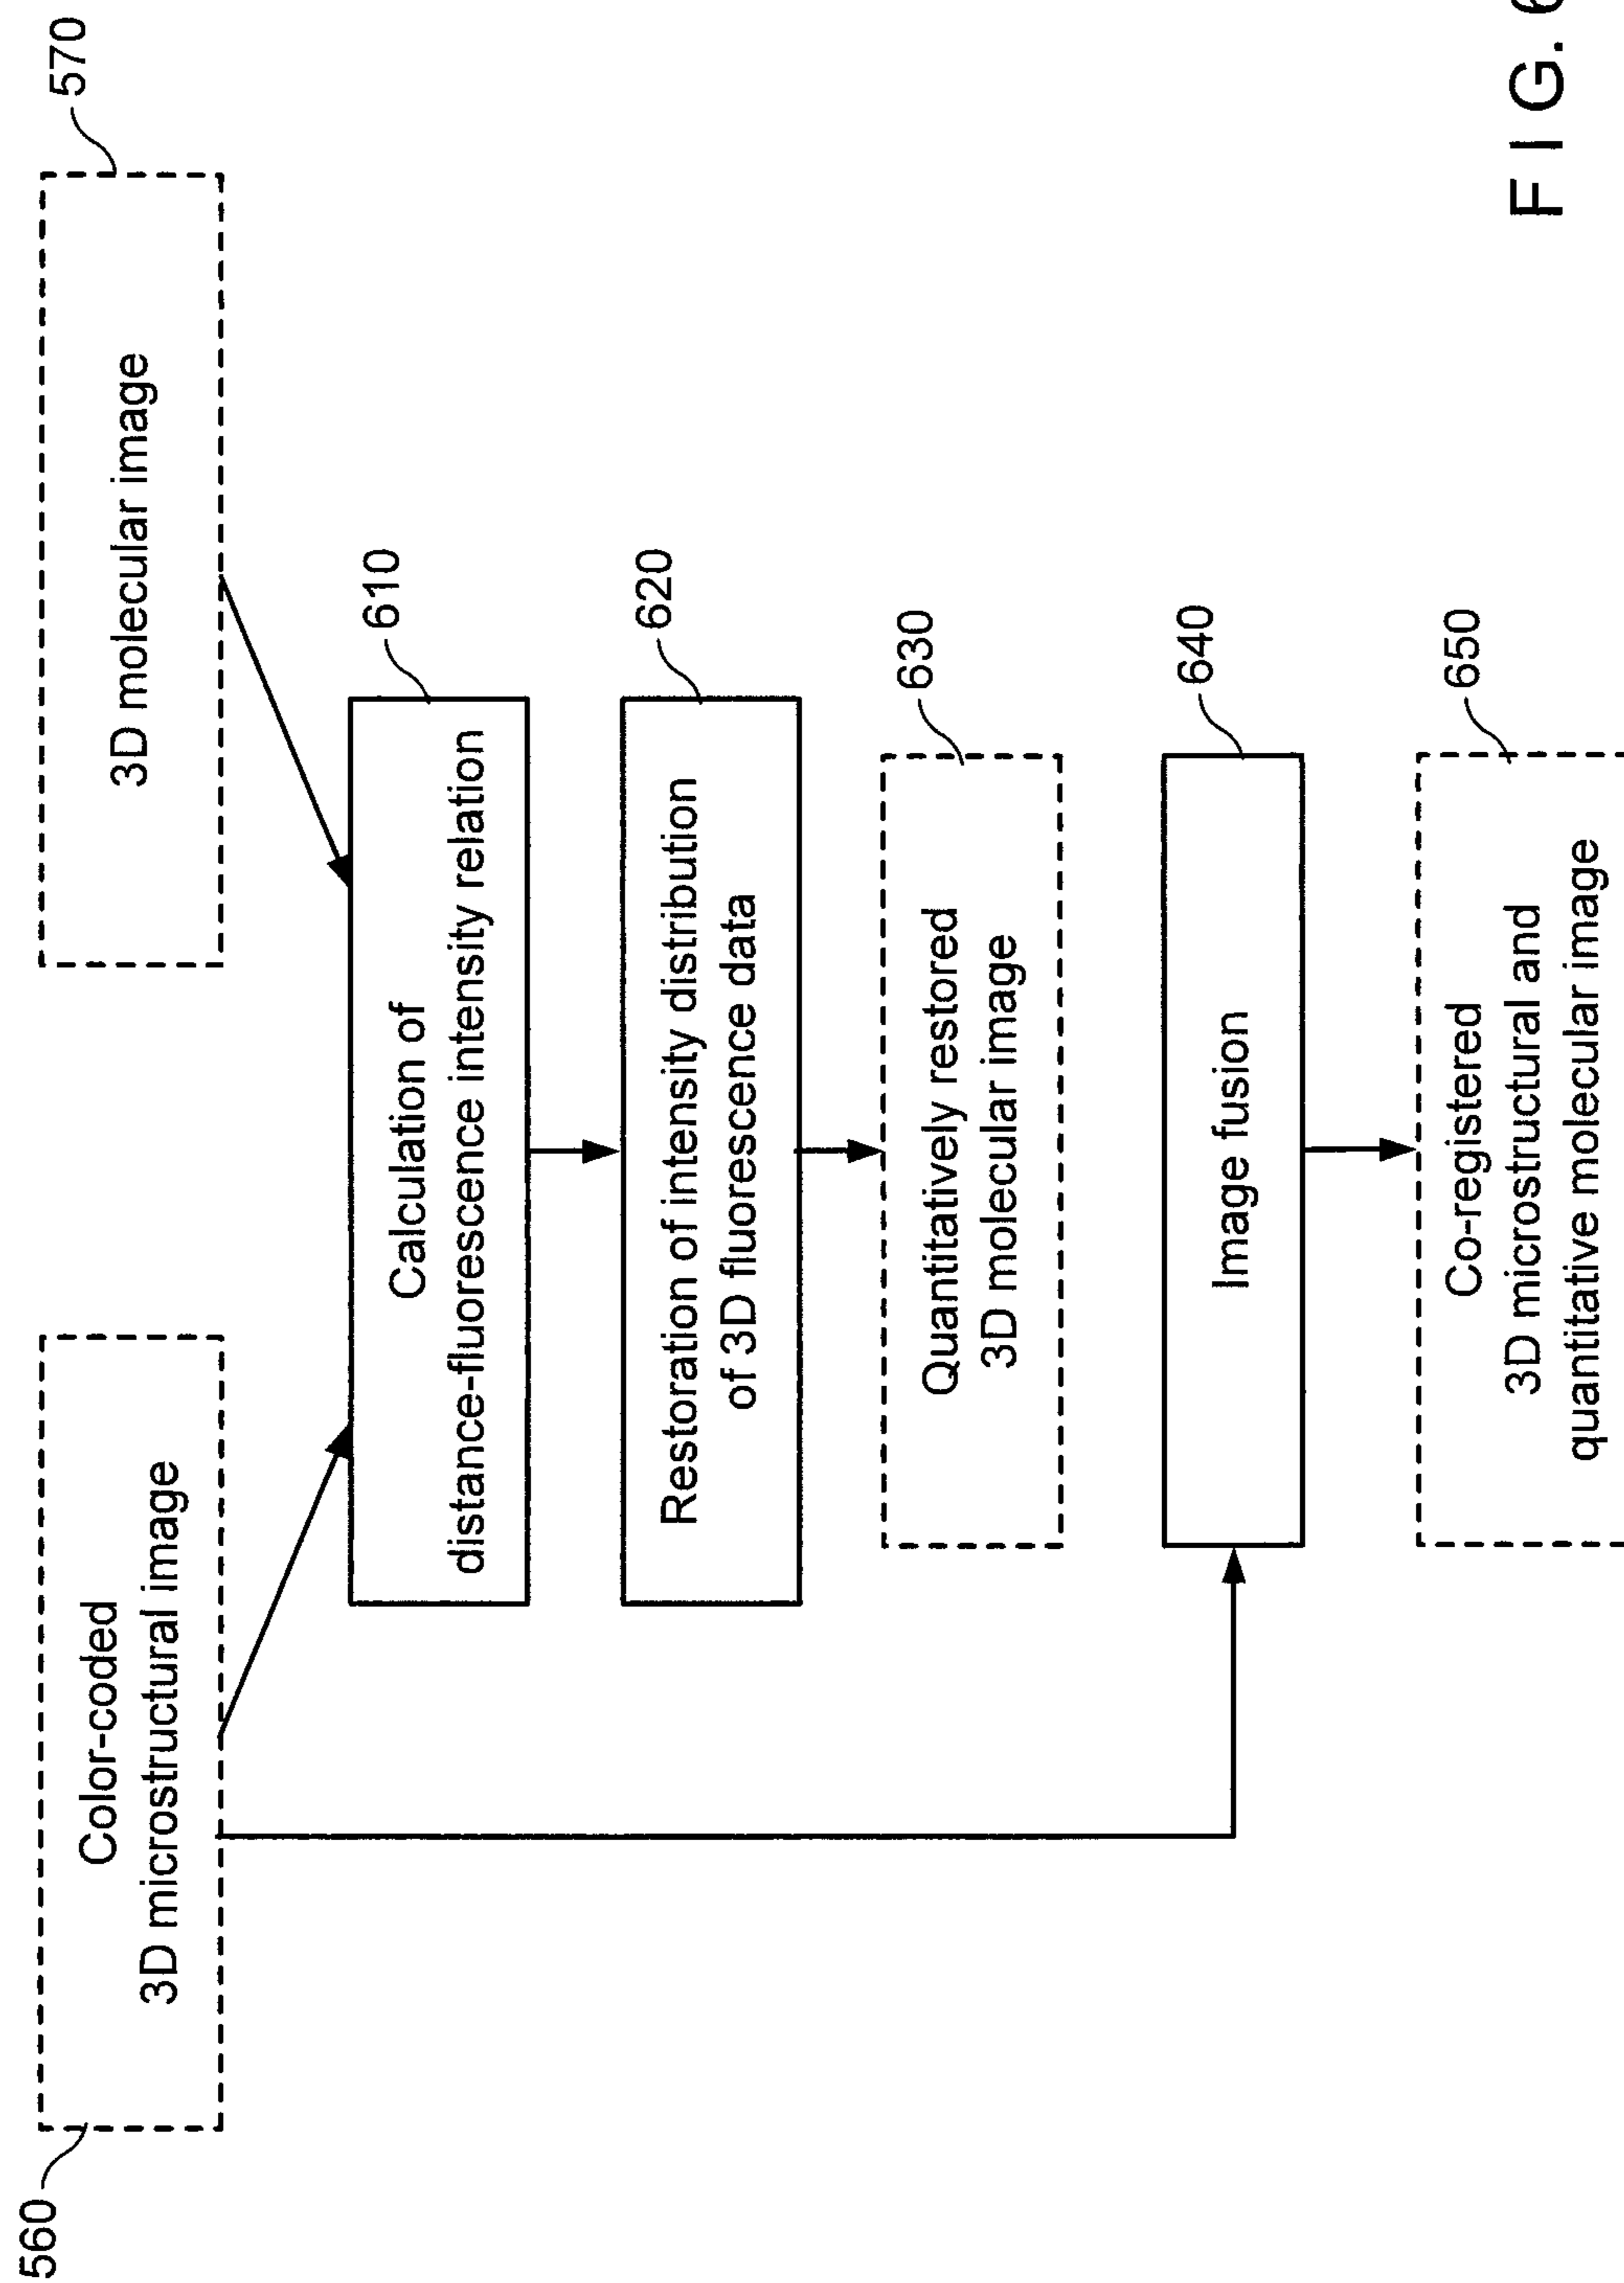 560
Color-coded
3D microstructural image
3D molecular image
570
Calculation of
distance-fluorescence intensity relation
610
Restoration of intensity distribution
of 3D fluorescence data
620
Quantitatively restored
3D molecular image
630
Image fusion
640
Co-registered
3D microstructural and
quantitative molecular image
650
FIG. 6